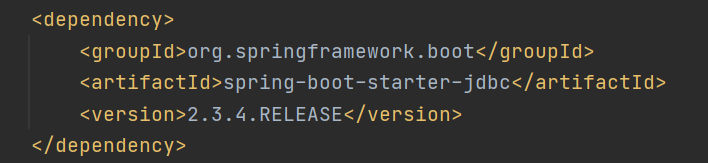 <dependency>
<groupId>org.springframework.boot</groupId>
<artifactId>spring-boot-starter-jdbc</artifactId>
<version>2.3.4.RELEASE</version>
</dependency>